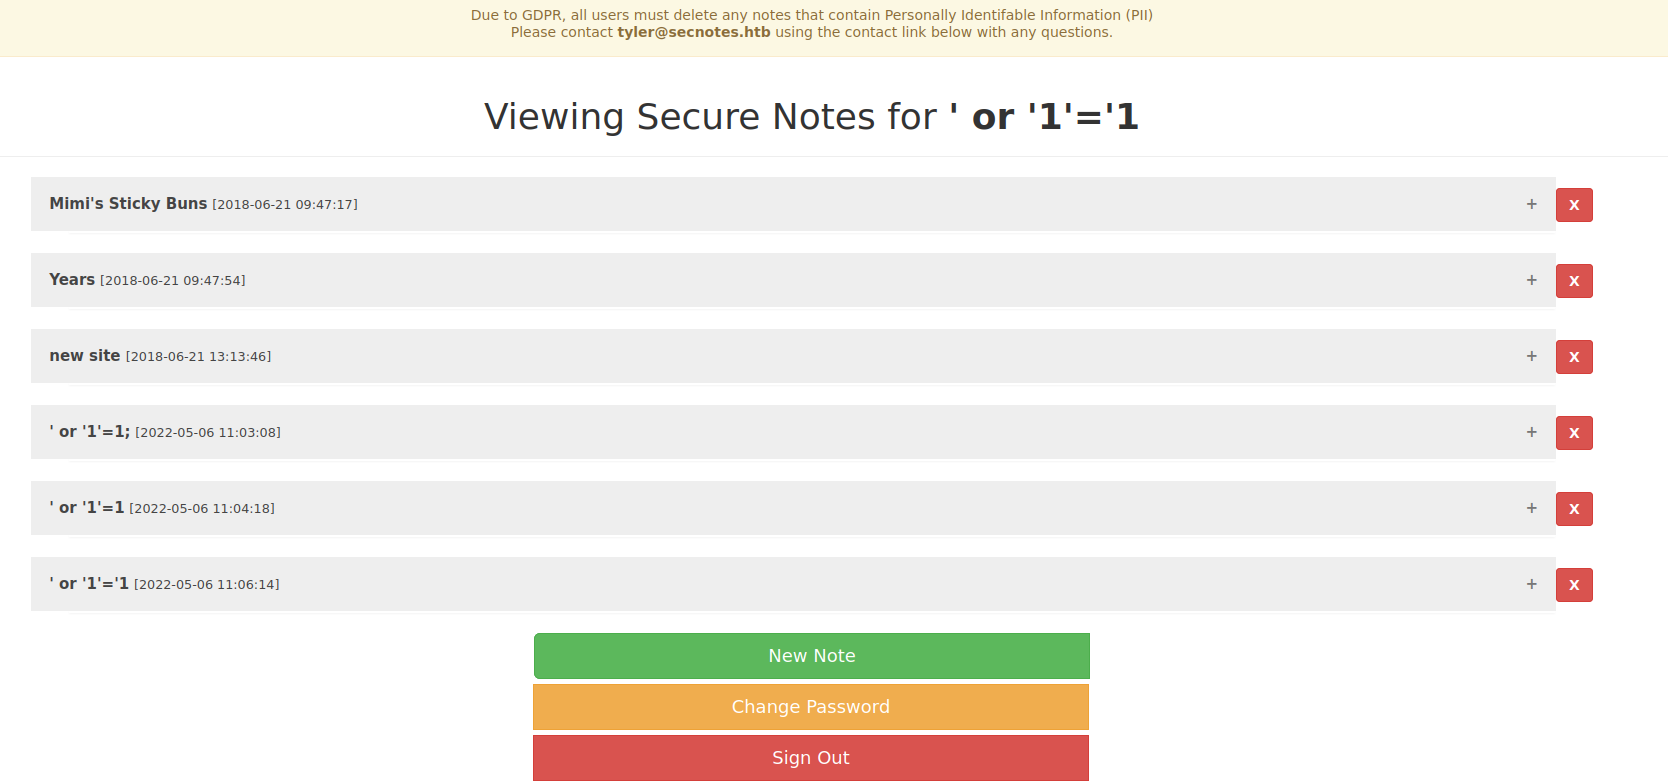 Due to GDPR, all users must delete any notes that contain Personally Identifable Information (PII)
Please contact tyler@secnotes.htb using the contact link below with any questions.
Viewing Secure Notes for ' or '1'='1
Mimi's Sticky Buns [2018-06-21 09:47:17] + X
Years [2018-06-21 09:47:54] + X
new site [2018-06-21 13:13:46] + X
' or '1'=1; [2022-05-06 11:03:08] + X
' or '1'=1 [2022-05-06 11:04:18] + X
' or '1'='1 [2022-05-06 11:06:14] + X
New Note
Change Password
Sign Out